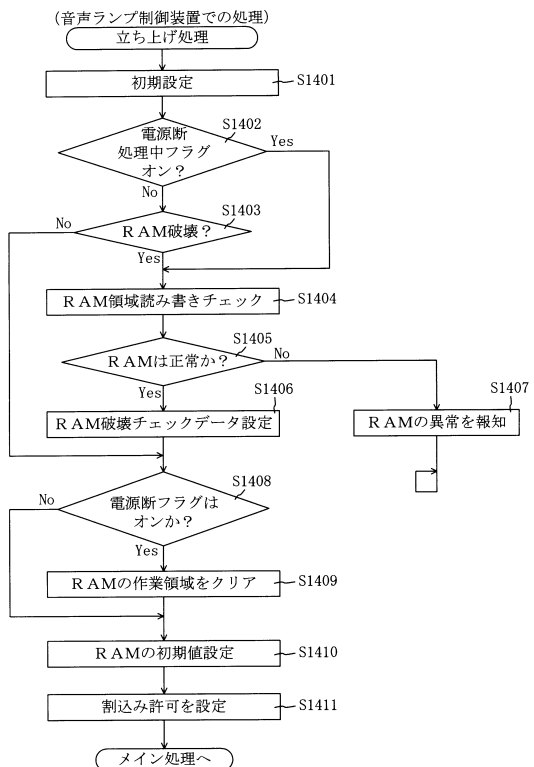 (音声ランプ制御装置での処理)
立ち上げ処理
初期設定
S1401
S1402
電源断
処理中フラグ
オン？
Yes
No
S1403
No
RAM破壊？
Yes
RAM領域読み書きチェック
S1404
S1405
RAMは正常か？
No
Yes
S1406
S1407
RAM破壊チェックデータ設定
RAMの異常を報知
S1408
No
電源断フラグは
オンか？
Yes
RAMの作業領域をクリア
S1409
RAMの初期値設定
S1410
割込み許可を設定
S1411
メイン処理へ